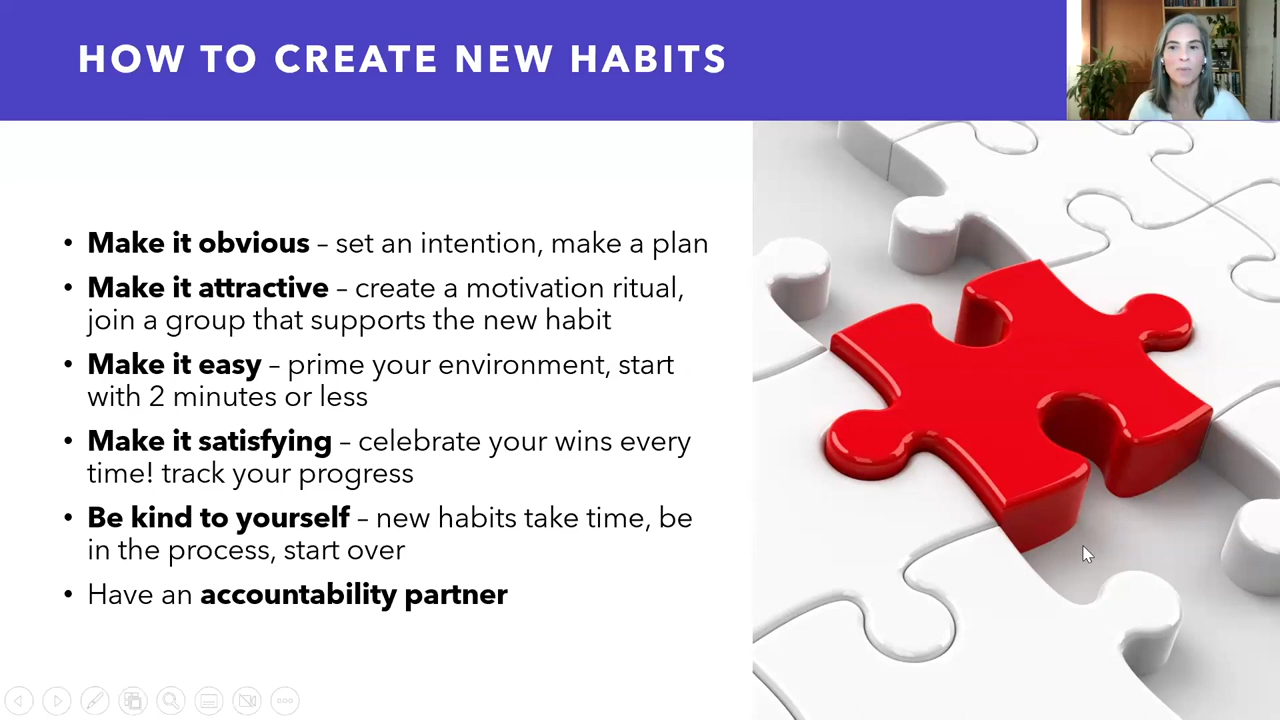 HOW TO CREATE NEW HABITS
• Make it obvious – set an intention, make a plan
• Make it attractive – create a motivation ritual,
join a group that supports the new habit
• Make it easy – prime your environment, start
with 2 minutes or less
• Make it satisfying – celebrate your wins every
time! track your progress
• Be kind to yourself – new habits take time, be
in the process, start over
• Have an accountability partner